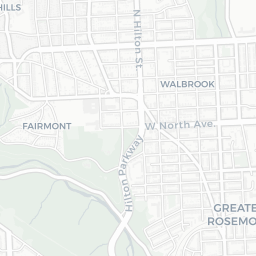 HILLS
N Hilton St
WALBROOK
FAIRMONT
W North Ave.
Hilton Parkway
GREATE
ROSEMO